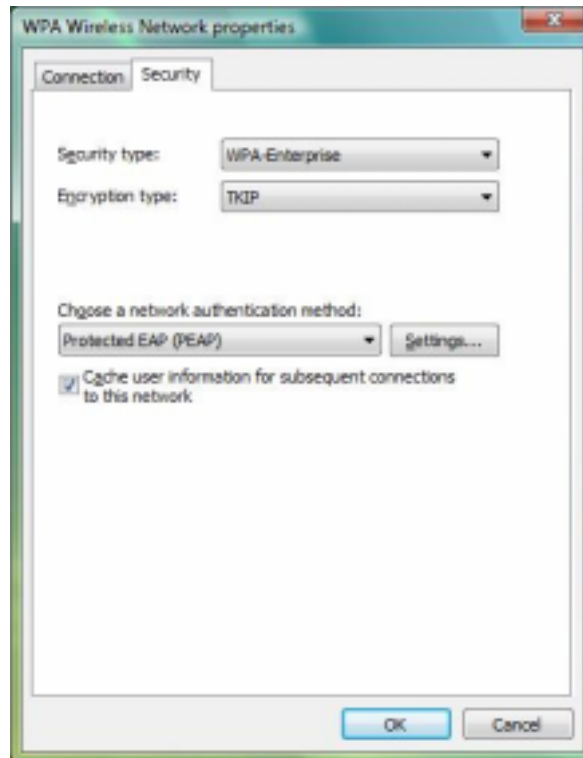 WPA Wireless Network properties
Connection Security
Security type: WPA-Enterprise
Encryption type: TKIP
Choose a network authentication method:
Protected EAP (PEAP) Settings...
Cache user information for subsequent connections
to this network
OK Cancel